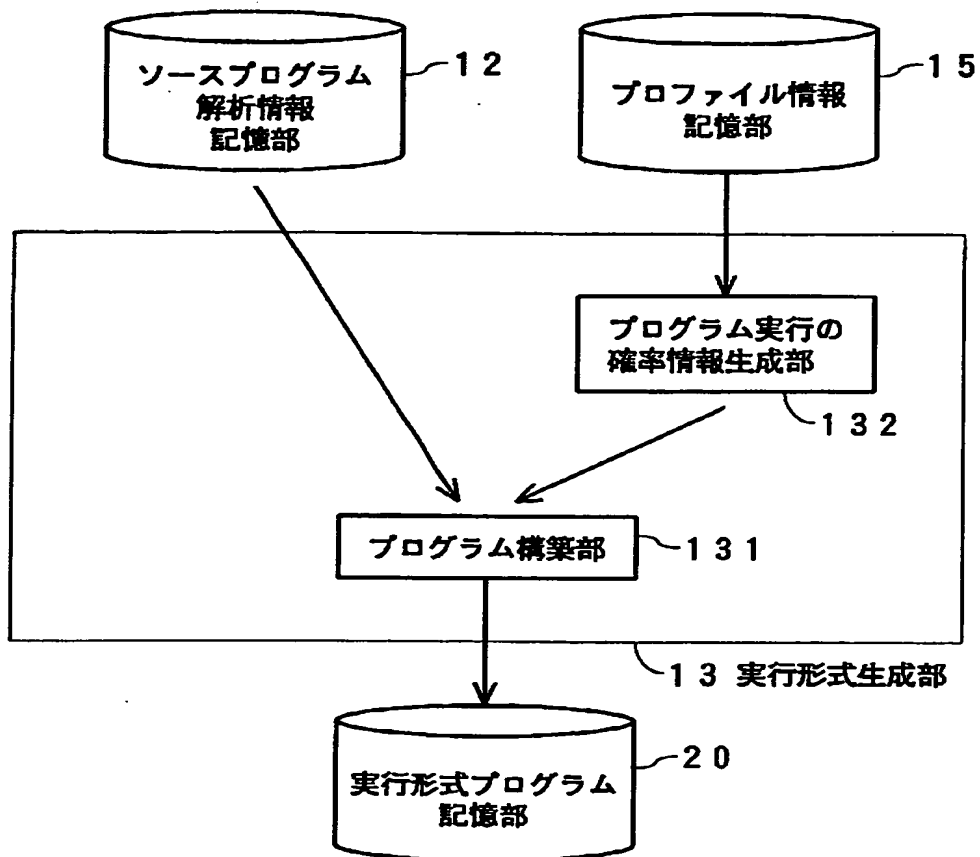 ソースプログラム
解析情報
記憶部
12
プロファイル情報
記憶部
15
プログラム実行の
確率情報生成部
132
プログラム構築部
131
13 実行形式生成部
実行形式プログラム
記憶部
20